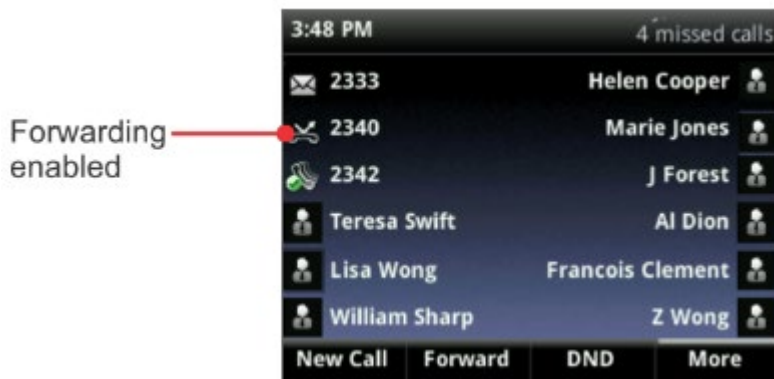 Forwarding
enabled
3:48 PM 4 missed calls
2333 Helen Cooper
2340 Marie Jones
2342 J Forest
Teresa Swift Al Dion
Lisa Wong Francois Clement
William Sharp Z Wong
New Call Forward DND More